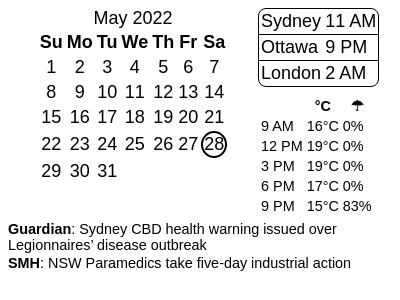 May 2022
Su Mo Tu We Th Fr Sa
1 2 3 4 5 6 7
8 9 10 11 12 13 14
15 16 17 18 19 20 21
22 23 24 25 26 27 28
29 30 31
Sydney 11 AM
Ottawa 9 PM
London 2 AM
°C ☂
9 AM 16°C 0%
12 PM 19°C 0%
3 PM 19°C 0%
6 PM 17°C 0%
9 PM 15°C 83%
Guardian: Sydney CBD health warning issued over
Legionnaires’ disease outbreak
SMH: NSW Paramedics take five-day industrial action